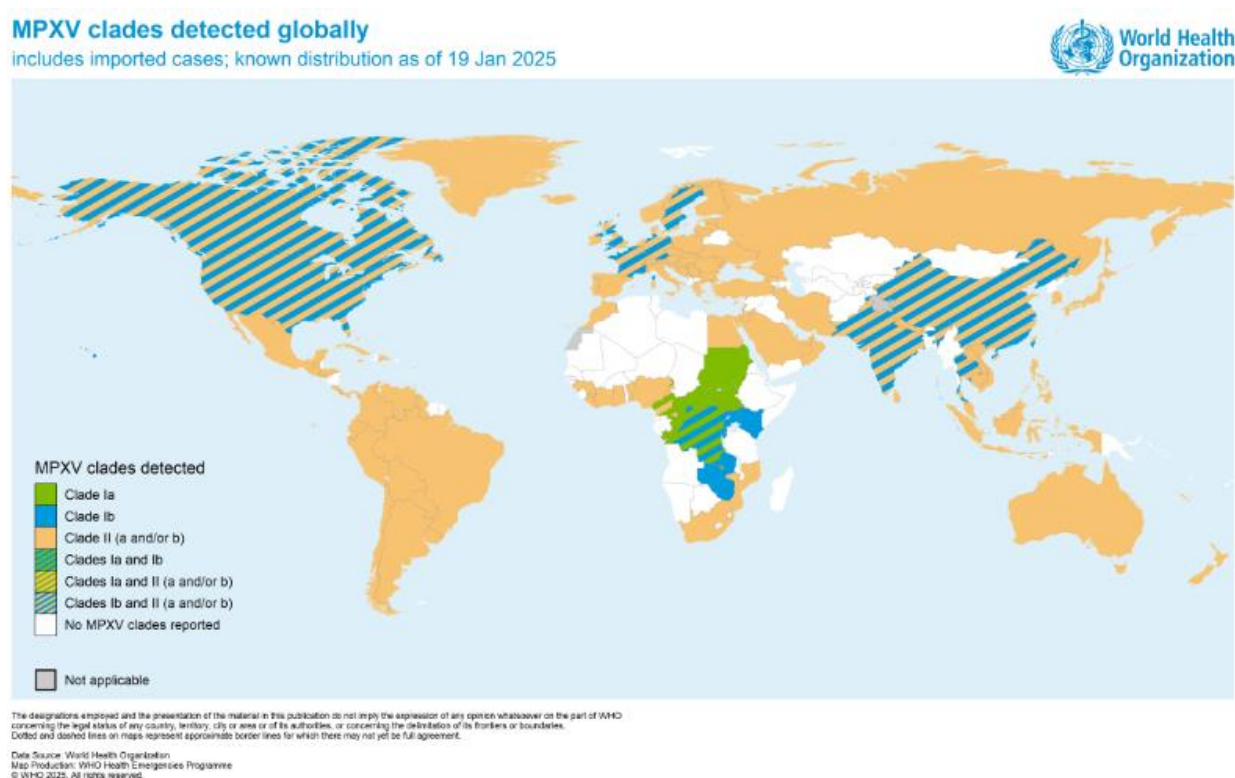 MPXV clades detected globally
includes imported cases; known distribution as of 19 Jan 2025
World Health
Organization
MPXV clades detected
Clade Ia
Clade Ib
Clade II (a and/or b)
Clades Ia and Ib
Clades Ia and II (a and/or b)
Clades Ib and II (a and/or b)
No MPXV clades reported
Not applicable
The designations employed and the presentation of the material in this publication do not imply the expression of any opinion whatsoever on the part of WHO
concerning the legal status of any country, territory, city or area or of its authorities, or concerning the delimitation of its frontiers or boundaries.
Dotted and dashed lines on maps represent approximate border lines for which there may not yet be full agreement.
Data Source: World Health Organization
Map Production: WHO Health Emergencies Programme
© WHO 2025. All rights reserved.